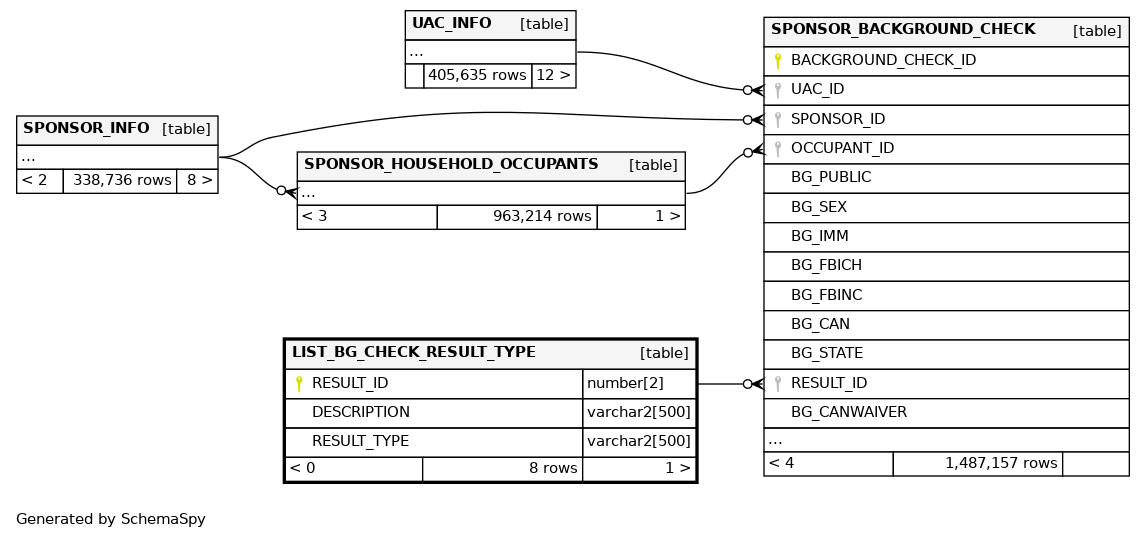 UAC_INFO [table]
...
405,635 rows 12 >
SPONSOR_INFO [table]
...
< 2 338,736 rows 8 >
SPONSOR_HOUSEHOLD_OCCUPANTS [table]
...
< 3 963,214 rows 1 >
LIST_BG_CHECK_RESULT_TYPE [table]
RESULT_ID number[2]
DESCRIPTION varchar2[500]
RESULT_TYPE varchar2[500]
< 0 8 rows 1 >
SPONSOR_BACKGROUND_CHECK [table]
BACKGROUND_CHECK_ID
UAC_ID
SPONSOR_ID
OCCUPANT_ID
BG_PUBLIC
BG_SEX
BG_IMM
BG_FBICH
BG_FBINC
BG_CAN
BG_STATE
RESULT_ID
BG_CANWAIVER
...
< 4 1,487,157 rows
Generated by SchemaSpy